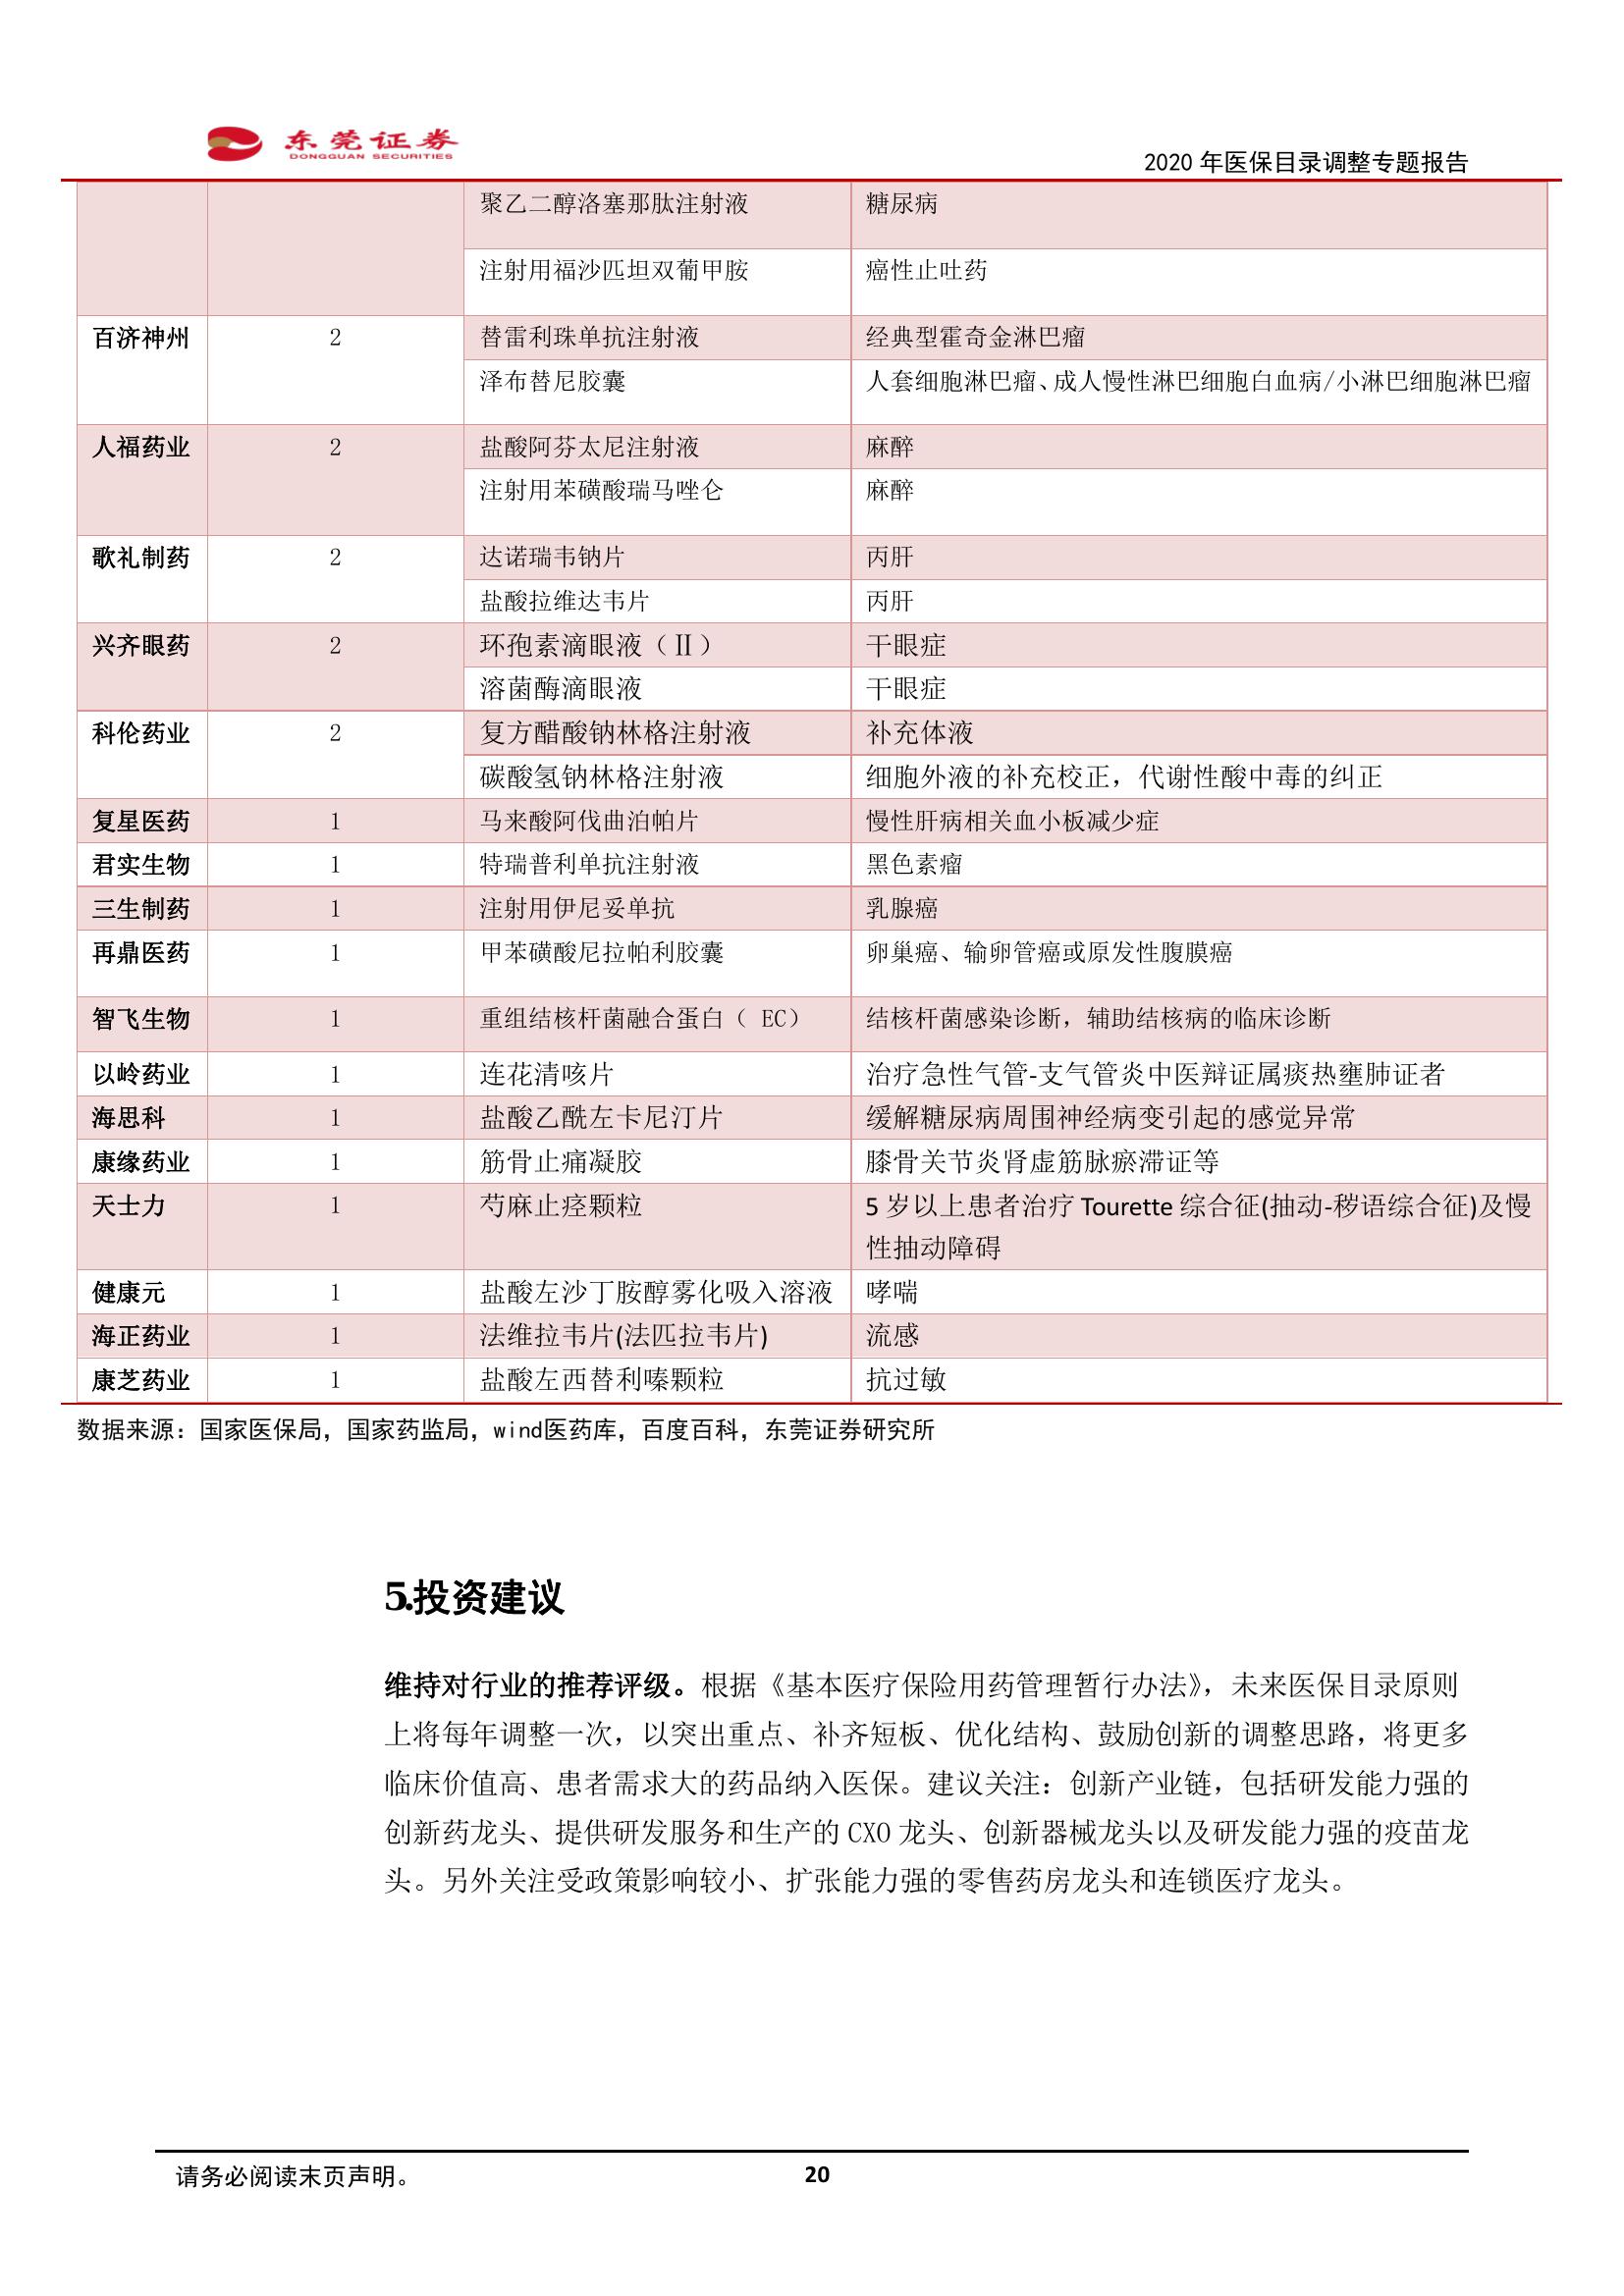 东莞证券
DONGGUAN SECURITIES
2020 年医保目录调整专题报告
聚乙二醇洛塞那肽注射液 糖尿病
注射用福沙匹坦双葡甲胺 癌性止吐药
百济神州 2 替雷利珠单抗注射液 经典型霍奇金淋巴瘤
泽布替尼胶囊 人套细胞淋巴瘤、成人慢性淋巴细胞白血病/小淋巴细胞淋巴瘤
人福药业 2 盐酸阿芬太尼注射液 麻醉
注射用苯磺酸瑞马唑仑 麻醉
歌礼制药 2 达诺瑞韦钠片 丙肝
盐酸拉维达韦片 丙肝
兴齐眼药 2 环孢素滴眼液（Ⅱ） 干眼症
溶菌酶滴眼液 干眼症
科伦药业 2 复方醋酸钠林格注射液 补充体液
碳酸氢钠林格注射液 细胞外液的补充校正，代谢性酸中毒的纠正
复星医药 1 马来酸阿伐曲泊帕片 慢性肝病相关血小板减少症
君实生物 1 特瑞普利单抗注射液 黑色素瘤
三生制药 1 注射用伊尼妥单抗 乳腺癌
再鼎医药 1 甲苯磺酸尼拉帕利胶囊 卵巢癌、输卵管癌或原发性腹膜癌
智飞生物 1 重组结核杆菌融合蛋白（ EC） 结核杆菌感染诊断，辅助结核病的临床诊断
以岭药业 1 连花清咳片 治疗急性气管-支气管炎中医辩证属痰热壅肺证者
海思科 1 盐酸乙酰左卡尼汀片 缓解糖尿病周围神经病变引起的感觉异常
康缘药业 1 筋骨止痛凝胶 膝骨关节炎肾虚筋脉瘀滞证等
天士力 1 芍麻止痉颗粒 5 岁以上患者治疗 Tourette 综合征(抽动-秽语综合征)及慢
性抽动障碍
健康元 1 盐酸左沙丁胺醇雾化吸入溶液 哮喘
海正药业 1 法维拉韦片(法匹拉韦片) 流感
康芝药业 1 盐酸左西替利嗪颗粒 抗过敏
数据来源：国家医保局，国家药监局，wind医药库，百度百科，东莞证券研究所
5.投资建议
维持对行业的推荐评级。根据《基本医疗保险用药管理暂行办法》，未来医保目录原则
上将每年调整一次，以突出重点、补齐短板、优化结构、鼓励创新的调整思路，将更多
临床价值高、患者需求大的药品纳入医保。建议关注：创新产业链，包括研发能力强的
创新药龙头、提供研发服务和生产的 CXO 龙头、创新器械龙头以及研发能力强的疫苗龙
头。另外关注受政策影响较小、扩张能力强的零售药房龙头和连锁医疗龙头。
请务必阅读末页声明。
20